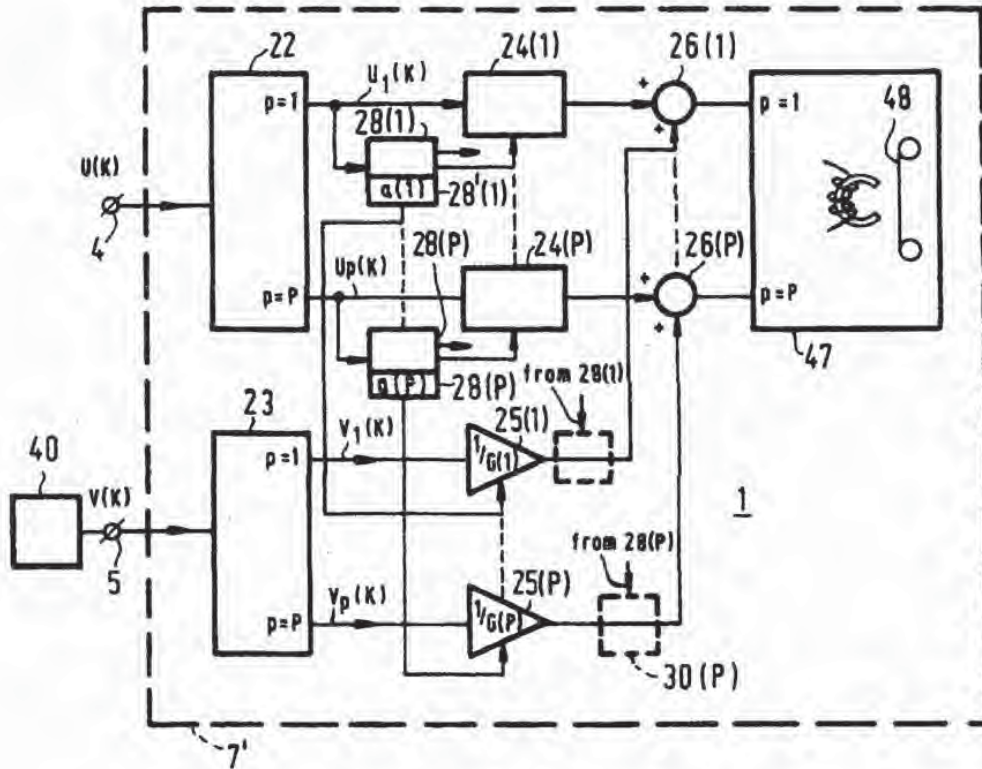 22
24(1)
26(1)
p=1
U₁(K)
p=1
28(1)
48
U(K)
a(1)
28'(1)
4
28(P)
24(P)
26(P)
Up(K)
p=P
p=P
a(P)
28(P)
47
from 28(1)
23
25(1)
40
V₁(K)
p=1
1/G(1)
V(K)
1
from 28(P)
5
Vp(K)
25(P)
p=P
1/G(P)
30(P)
7'
+
+
+
+